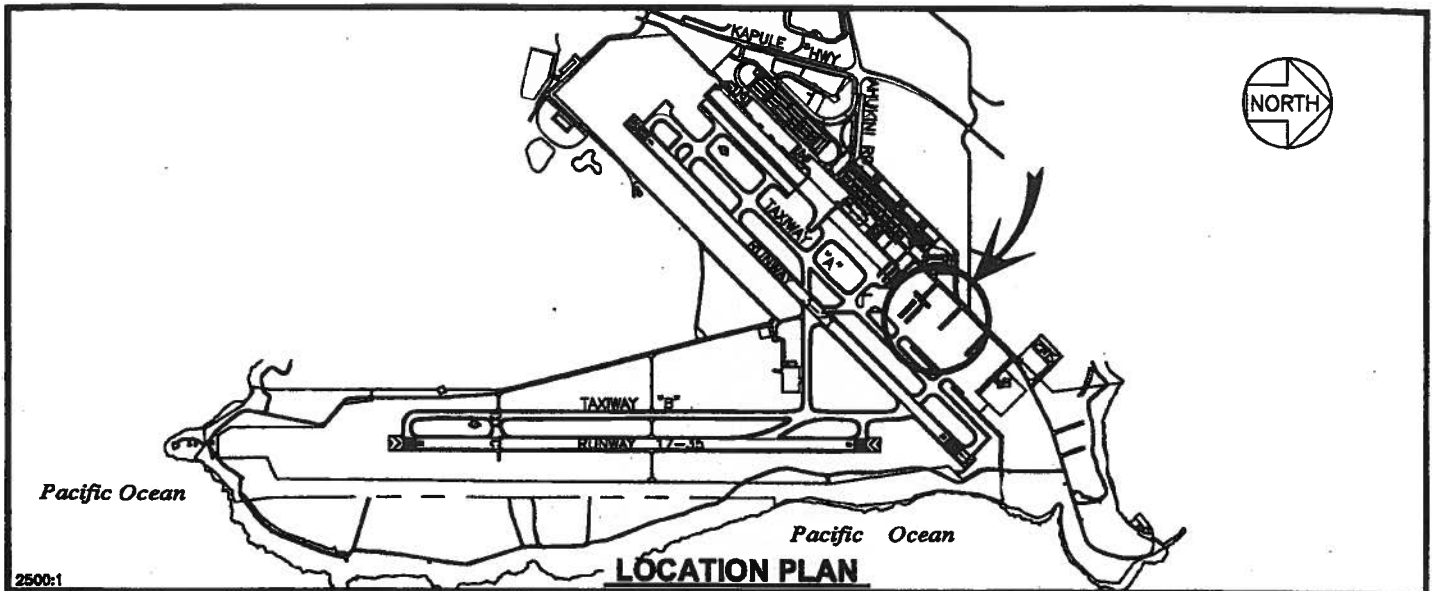 KAPULE HWY
AHUKINI RD
NORTH
TAXIWAY "A"
RUNWAY
TAXIWAY "B"
RUNWAY 17-35
Pacific Ocean
Pacific Ocean
LOCATION PLAN
2500:1